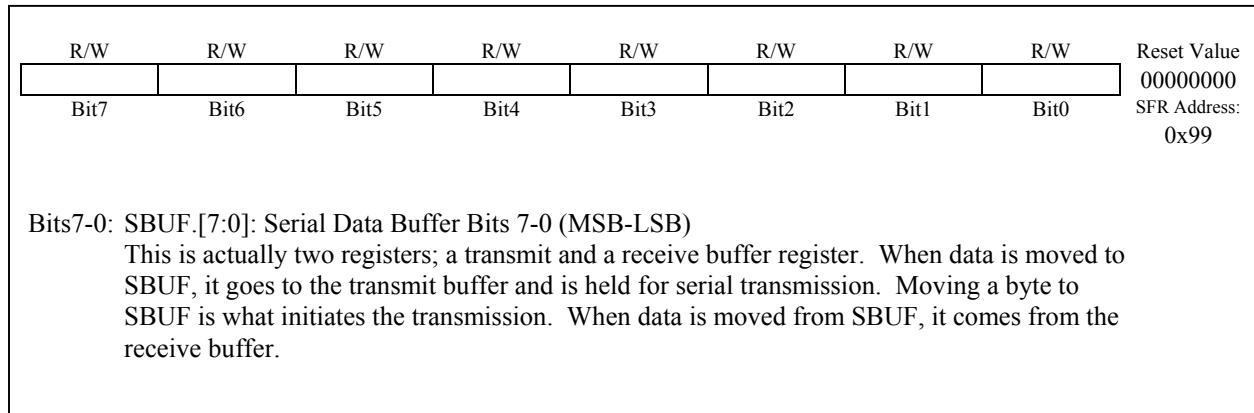 R/W R/W R/W R/W R/W R/W R/W R/W Reset Value
00000000
Bit7 Bit6 Bit5 Bit4 Bit3 Bit2 Bit1 Bit0 SFR Address:
0x99
Bits7-0: SBUF.[7:0]: Serial Data Buffer Bits 7-0 (MSB-LSB)
This is actually two registers; a transmit and a receive buffer register. When data is moved to
SBUF, it goes to the transmit buffer and is held for serial transmission. Moving a byte to
SBUF is what initiates the transmission. When data is moved from SBUF, it comes from the
receive buffer.